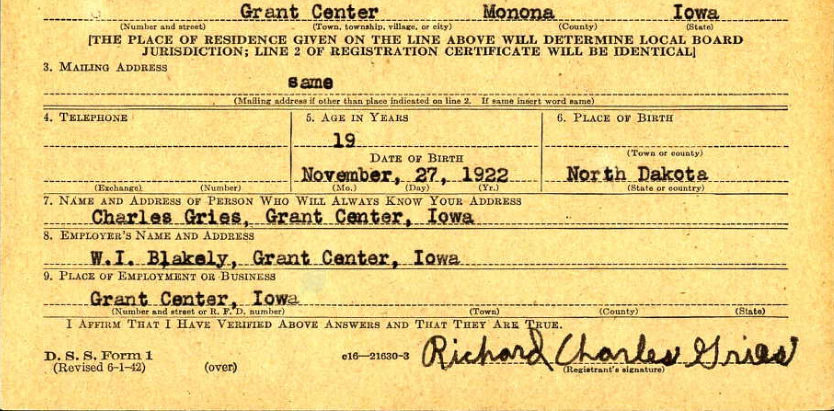 Grant Center Monona Iowa
(Number and street) (Town, township, village, or city) (County) (State)
[THE PLACE OF RESIDENCE GIVEN ON THE LINE ABOVE WILL DETERMINE LOCAL BOARD
JURISDICTION; LINE 2 OF REGISTRATION CERTIFICATE WILL BE IDENTICAL]
3. MAILING ADDRESS
same
(Mailing address if other than place indicated on line 2. If same insert word same)
4. TELEPHONE 5. AGE IN YEARS 6. PLACE OF BIRTH
19
(Town or county)
DATE OF BIRTH
November, 27, 1922 North Dakota
(Exchange) (Number) (Mo.) (Day) (Yr.) (State or country)
7. NAME AND ADDRESS OF PERSON WHO WILL ALWAYS KNOW YOUR ADDRESS
Charles Gries, Grant Center, Iowa
8. EMPLOYER'S NAME AND ADDRESS
W.I. Blakely, Grant Center, Iowa
9. PLACE OF EMPLOYMENT OR BUSINESS
Grant Center, Iowa
(Number and street or R. F. D. number) (Town) (County) (State)
I AFFIRM THAT I HAVE VERIFIED ABOVE ANSWERS AND THAT THEY ARE TRUE.
D. S. S. Form 1
(Revised 6-1-42) (over) c16—21630-3 Richard Charles Gries
(Registrant's signature)